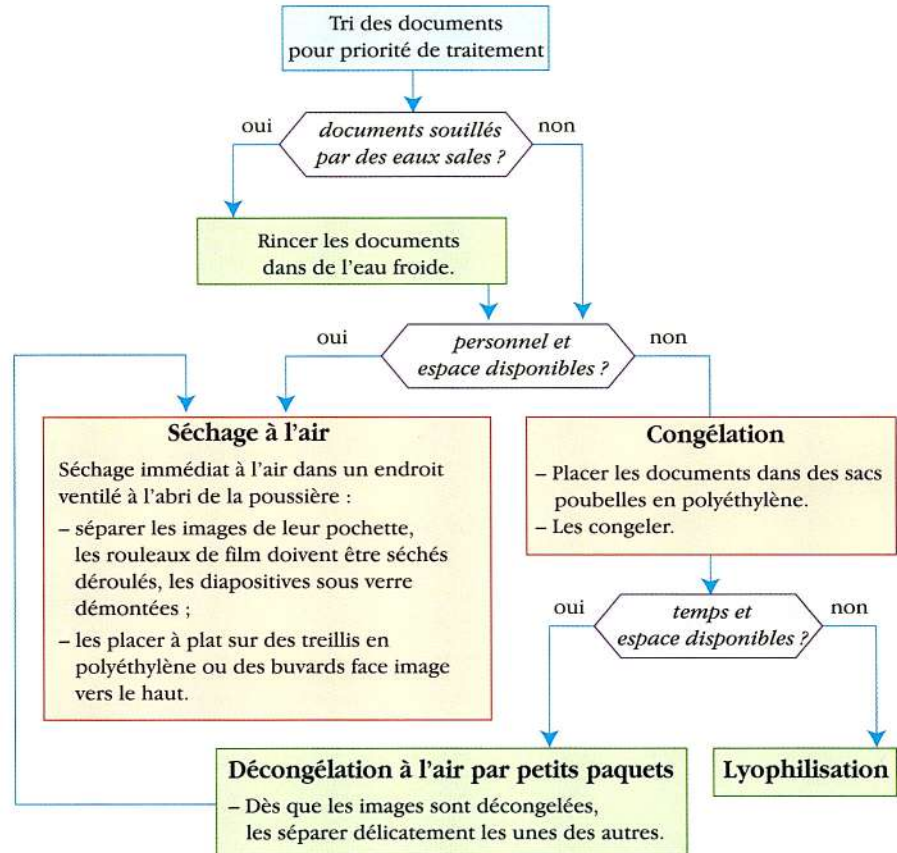 Tri des documents
pour priorité de traitement
oui
documents souillés
par des eaux sales ?
non
Rincer les documents
dans de l'eau froide.
oui
personnel et
espace disponibles ?
non
Séchage à l'air
Séchage immédiat à l'air dans un endroit
ventilé à l'abri de la poussière :
– séparer les images de leur pochette,
les rouleaux de film doivent être séchés
déroulés, les diapositives sous verre
démontées ;
– les placer à plat sur des treillis en
polyéthylène ou des buvards face image
vers le haut.
Congélation
– Placer les documents dans des sacs
poubelles en polyéthylène.
– Les congeler.
oui
temps et
espace disponibles ?
non
Décongélation à l'air par petits paquets
– Dès que les images sont décongelées,
les séparer délicatement les unes des autres.
Lyophilisation